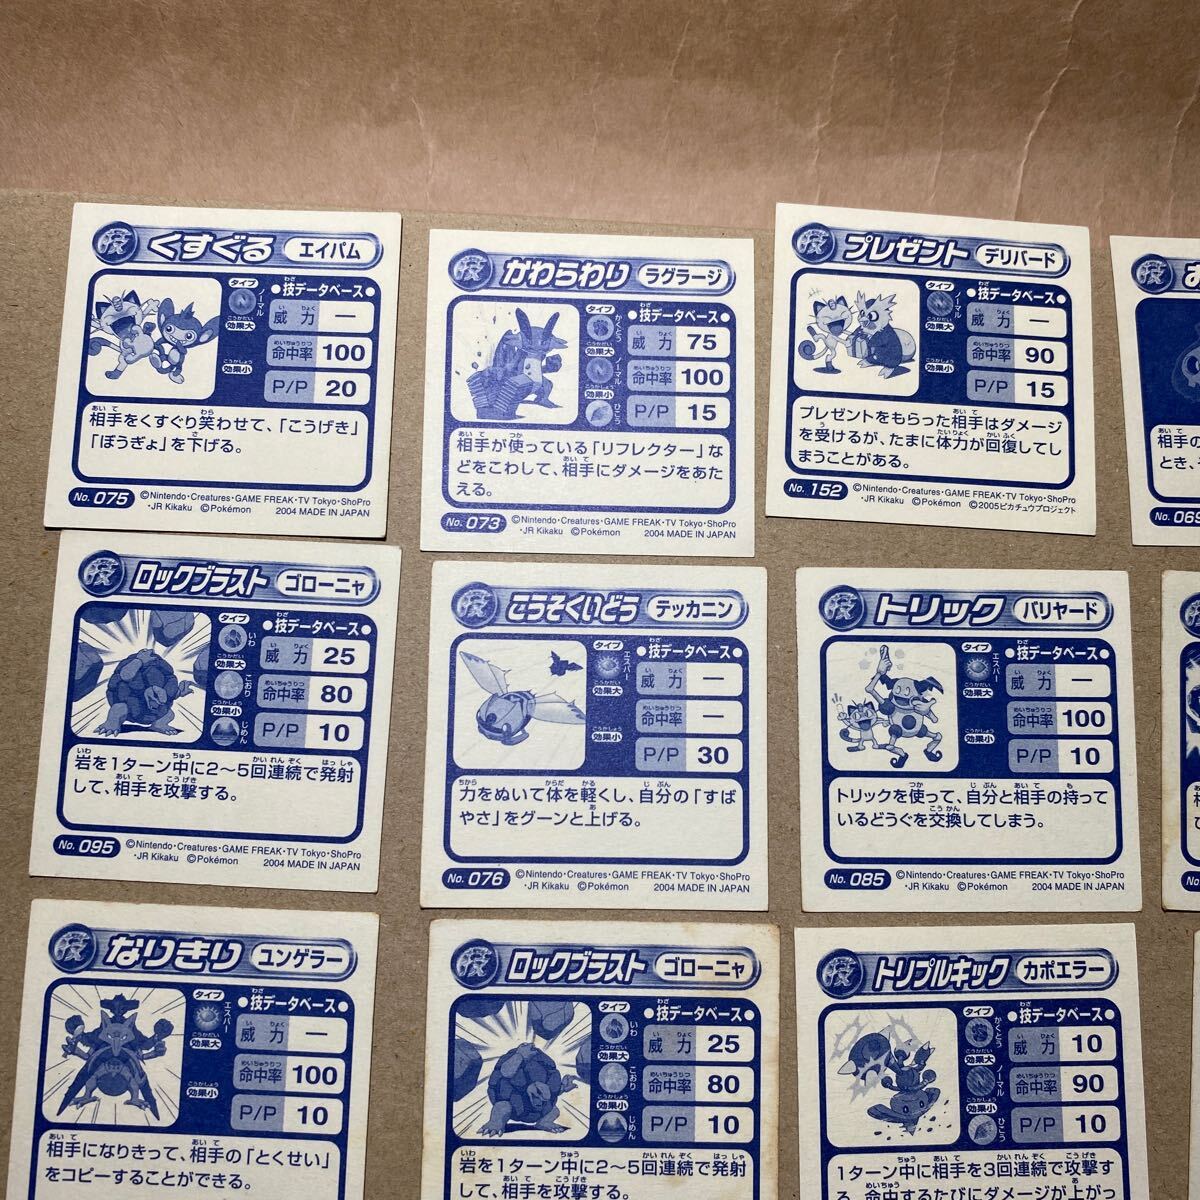 技 くすぐる エイパム
タイプ ノーマル 効果大 効果小
●技データベース●
威力 ー
命中率 100
P/P 20
相手をくすぐり笑わせて、「こうげき」
「ぼうぎょ」を下げる。
No. 075 ©Nintendo・Creatures・GAME FREAK・TV Tokyo・ShoPro
・JR Kikaku ©Pokémon 2004 MADE IN JAPAN
技 かわらわり ラグラージ
タイプ かくとう 効果大 ノーマル 効果小 ひこう
●技データベース●
威力 75
命中率 100
P/P 15
相手が使っている「リフレクター」な
どをこわして、相手にダメージをあた
える。
No. 073 ©Nintendo・Creatures・GAME FREAK・TV Tokyo・ShoPro
・JR Kikaku ©Pokémon 2004 MADE IN JAPAN
技 プレゼント デリバード
タイプ ノーマル 効果大 効果小
●技データベース●
威力 ー
命中率 90
P/P 15
プレゼントをもらった相手はダメージ
を受けるが、たまに体力が回復してし
まうことがある。
No. 152 ©Nintendo・Creatures・GAME FREAK・TV Tokyo・ShoPro
・JR Kikaku ©Pokémon ©2005ピカチュウプロジェクト
技
相手の
とき、
No. 069
技 ロックブラスト ゴローニャ
タイプ いわ 効果大 こおり 効果小 じめん
●技データベース●
威力 25
命中率 80
P/P 10
岩を1ターン中に2〜5回連続で発射
して、相手を攻撃する。
No. 095 ©Nintendo・Creatures・GAME FREAK・TV Tokyo・ShoPro
・JR Kikaku ©Pokémon 2004 MADE IN JAPAN
技 こうそくいどう テッカニン
タイプ エスパー 効果大 効果小
●技データベース●
威力 ー
命中率 ー
P/P 30
力をぬいて体を軽くし、自分の「すば
やさ」をグーンと上げる。
No. 076 ©Nintendo・Creatures・GAME FREAK・TV Tokyo・ShoPro
・JR Kikaku ©Pokémon 2004 MADE IN JAPAN
技 トリック バリヤード
タイプ エスパー 効果大 効果小
●技データベース●
威力 ー
命中率 100
P/P 10
トリックを使って、自分と相手の持って
いるどうぐを交換してしまう。
No. 085 ©Nintendo・Creatures・GAME FREAK・TV Tokyo・ShoPro
・JR Kikaku ©Pokémon 2004 MADE IN JAPAN
技 なりきり ユンゲラー
タイプ エスパー 効果大 効果小
●技データベース●
威力 ー
命中率 100
P/P 10
相手になりきって、相手の「とくせい」
をコピーすることができる。
技 ロックブラスト ゴローニャ
タイプ いわ 効果大 こおり 効果小 じめん
●技データベース●
威力 25
命中率 80
P/P 10
岩を1ターン中に2〜5回連続で発射
して、相手を攻撃する。
技 トリプルキック カポエラー
タイプ かくとう 効果大 ノーマル 効果小 ひこう
●技データベース●
威力 10
命中率 90
P/P 10
1ターン中に相手を3回連続で攻撃す
る。命中するたびにダメージが上がっ